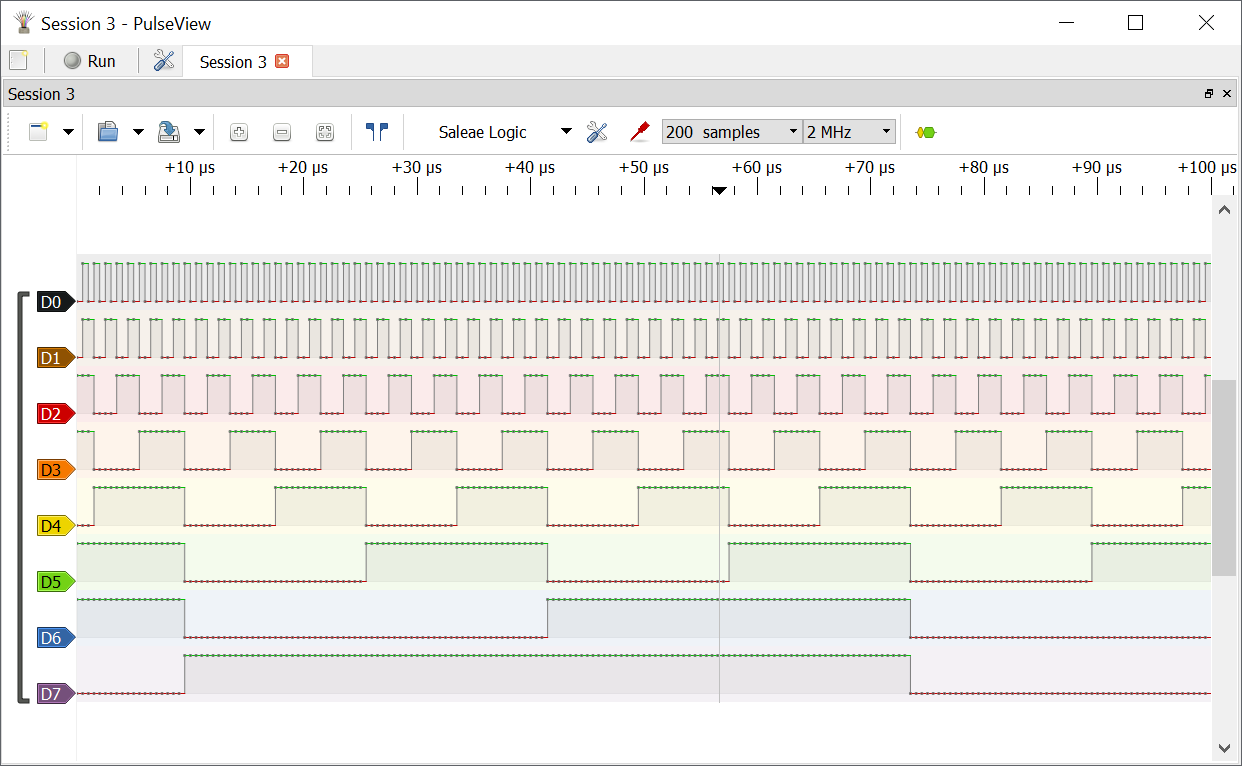 Session 3 - PulseView
Run
Session 3
Session 3
Saleae Logic
200 samples
2 MHz
+10 µs +20 µs +30 µs +40 µs +50 µs +60 µs +70 µs +80 µs +90 µs +100 µs
D0
D1
D2
D3
D4
D5
D6
D7